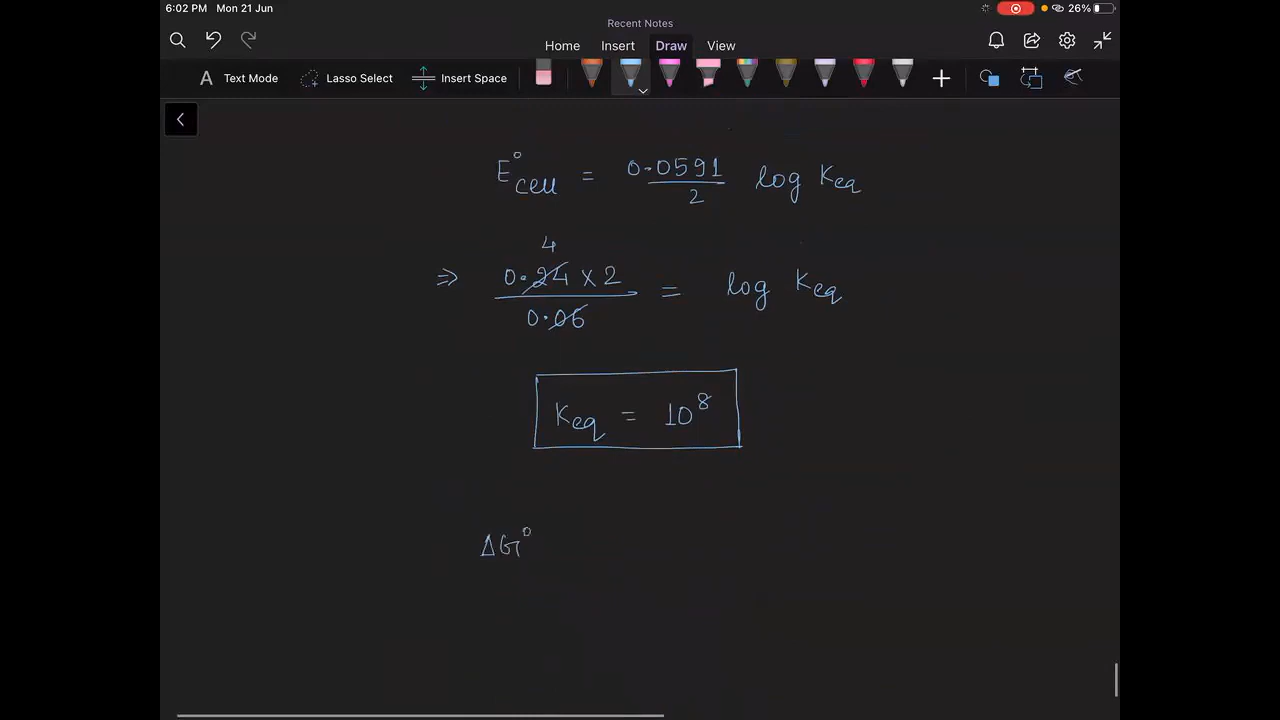 6:02 PM Mon 21 Jun
26%
Recent Notes
Home Insert Draw View
A Text Mode Lasso Select Insert Space
E°cell = 0.0591/2 log Keq
4
⇒ 0.24 x 2 / 0.06 = log Keq
Keq = 10^8
ΔG°